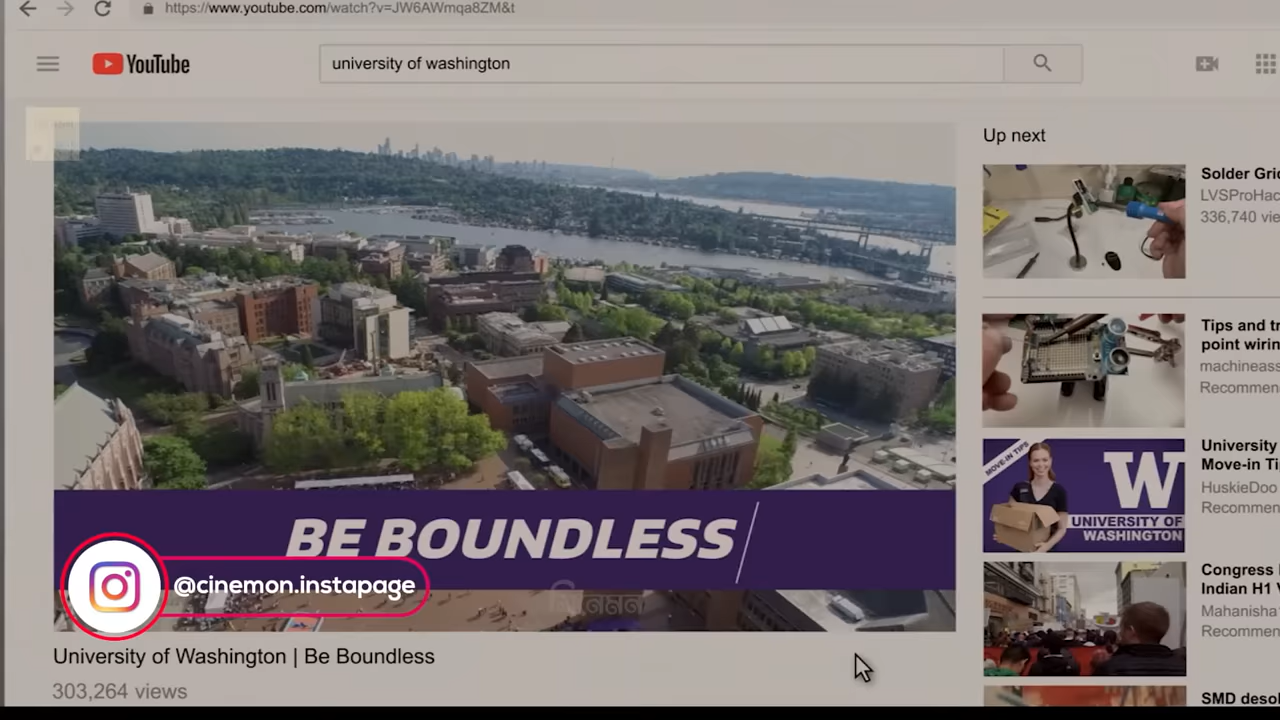 https://www.youtube.com/watch?v=JW6AWmqa8ZM&t
YouTube
university of washington
Up next
Solder Gri
LVSProHac
336,740 vie
Tips and tr
point wirin
machineass
Recommen
MOVE-IN TIPS
W
UNIVERSITY OF
WASHINGTON
University
Move-in Ti
HuskieDoo
Recommen
Congress
Indian H1
Mahanisha
Recommen
BE BOUNDLESS
@cinemon.instapage
সিনেমন
University of Washington | Be Boundless
303,264 views
SMD desol